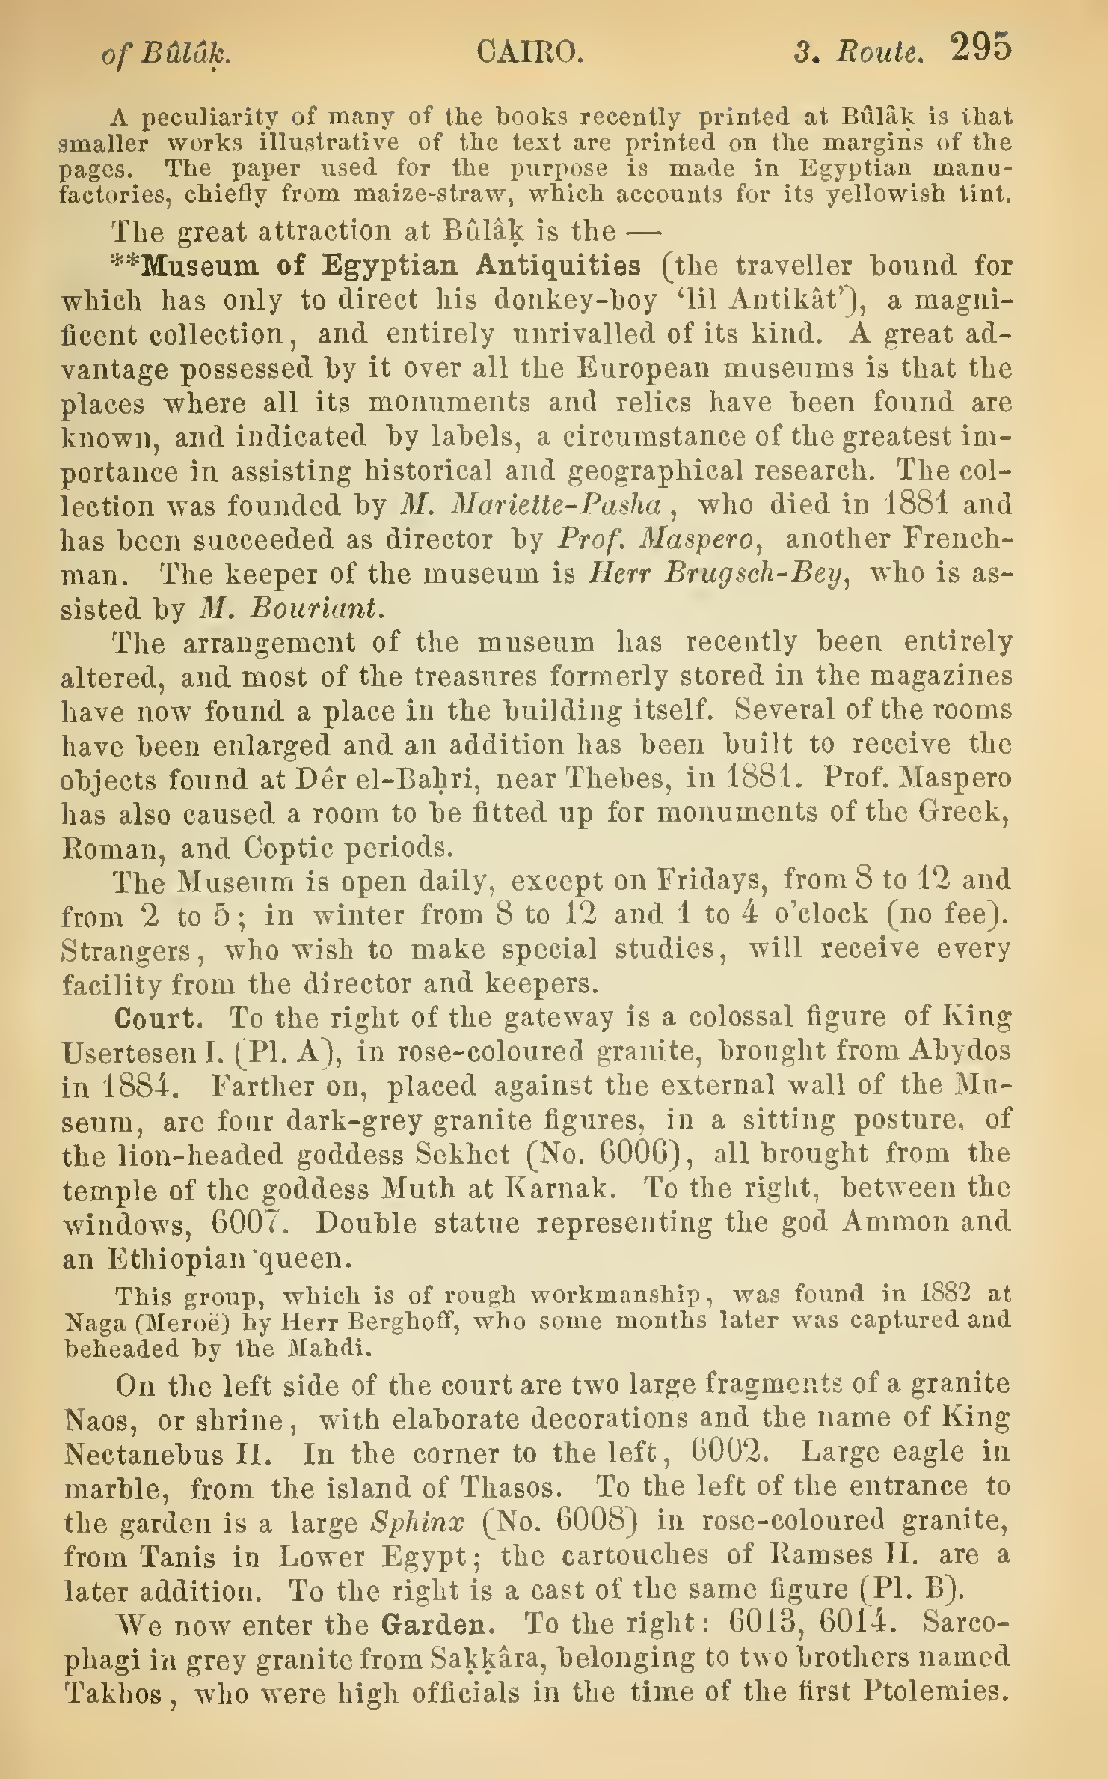 of Bûlâḳ. CAIRO. 3. Route. 295
A peculiarity of many of the books recently printed at Bûlâḳ is that
smaller works illustrative of the text are printed on the margins of the
pages. The paper used for the purpose is made in Egyptian manu-
factories, chiefly from maize-straw, which accounts for its yellowish tint.
The great attraction at Bûlâḳ is the —
**Museum of Egyptian Antiquities (the traveller bound for
which has only to direct his donkey-boy ‘lil Antikât’), a magni-
ficent collection, and entirely unrivalled of its kind. A great ad-
vantage possessed by it over all the European museums is that the
places where all its monuments and relics have been found are
known, and indicated by labels, a circumstance of the greatest im-
portance in assisting historical and geographical research. The col-
lection was founded by M. Mariette-Pasha, who died in 1881 and
has been succeeded as director by Prof. Maspero, another French-
man. The keeper of the museum is Herr Brugsch-Bey, who is as-
sisted by M. Bouriant.
The arrangement of the museum has recently been entirely
altered, and most of the treasures formerly stored in the magazines
have now found a place in the building itself. Several of the rooms
have been enlarged and an addition has been built to receive the
objects found at Dêr el-Baḥri, near Thebes, in 1881. Prof. Maspero
has also caused a room to be fitted up for monuments of the Greek,
Roman, and Coptic periods.
The Museum is open daily, except on Fridays, from 8 to 12 and
from 2 to 5; in winter from 8 to 12 and 1 to 4 o’clock (no fee).
Strangers, who wish to make special studies, will receive every
facility from the director and keepers.
Court. To the right of the gateway is a colossal figure of King
Usertesen I. (Pl. A), in rose-coloured granite, brought from Abydos
in 1884. Farther on, placed against the external wall of the Mu-
seum, are four dark-grey granite figures, in a sitting posture, of
the lion-headed goddess Sekhet (No. 6006), all brought from the
temple of the goddess Muth at Karnak. To the right, between the
windows, 6007. Double statue representing the god Ammon and
an Ethiopian queen.
This group, which is of rough workmanship, was found in 1882 at
Naga (Meroë) by Herr Berghoff, who some months later was captured and
beheaded by the Mahdi.
On the left side of the court are two large fragments of a granite
Naos, or shrine, with elaborate decorations and the name of King
Nectanebus II. In the corner to the left, 6002. Large eagle in
marble, from the island of Thasos. To the left of the entrance to
the garden is a large Sphinx (No. 6008) in rose-coloured granite,
from Tanis in Lower Egypt; the cartouches of Ramses II. are a
later addition. To the right is a cast of the same figure (Pl. B).
We now enter the Garden. To the right: 6013, 6014. Sarco-
phagi in grey granite from Saḳḳâra, belonging to two brothers named
Takhos, who were high officials in the time of the first Ptolemies.